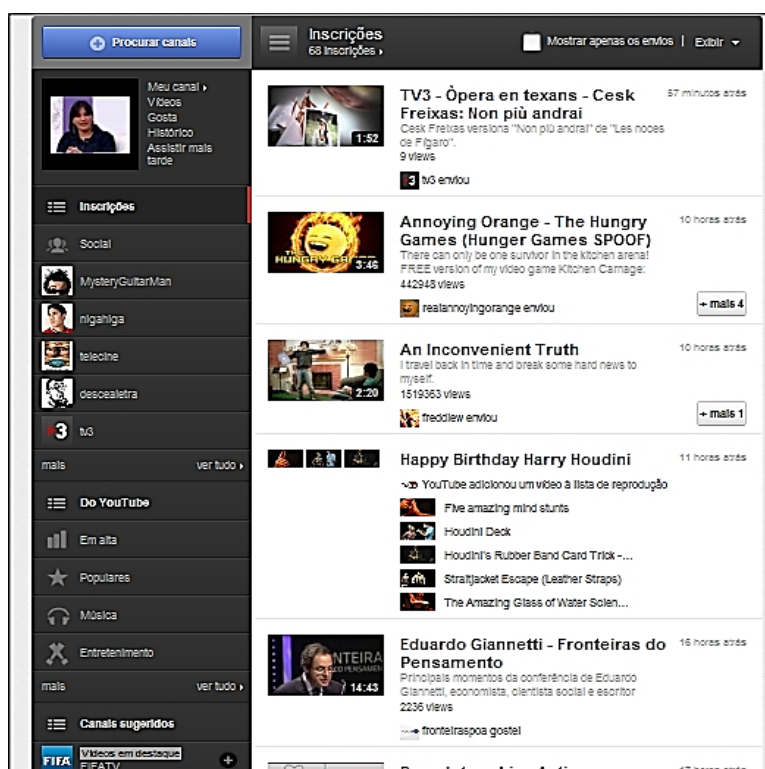 Procurar canais
Inscrições
68 Inscrições
Mostrar apenas os envios | Exibir
Meu canal
Vídeos
Gosta
Histórico
Assistir mais
tarde
Inscrições
Social
MysteryGuitarMan
nigahiga
telecine
descealetra
3 tv3
mais ver tudo
Do YouTube
Em alta
Populares
Música
Entretenimento
mais ver tudo
Canais sugeridos
FIFA Vídeos em destaque
FIFATV
1:52
TV3 - Òpera en texans - Cesk
Freixas: Non più andrai
57 minutos atrás
Cesk Freixas versiona "Non più andrai" de "Les noces
de Fígaro".
9 views
3 tv3 enviou
THE
HUNGRY GA
3:46
Annoying Orange - The Hungry
Games (Hunger Games SPOOF)
10 horas atrás
There can only be one survivor in the kitchen arena!
FREE version of my video game Kitchen Carnage:
442948 views
realannoyingorange enviou
+ mais 4
2:20
An Inconvenient Truth
10 horas atrás
I travel back in time and break some hard news to
myself.
1519363 views
freddiew enviou
+ mais 1
Happy Birthday Harry Houdini
11 horas atrás
YouTube adicionou um vídeo à lista de reprodução
Five amazing mind stunts
Houdini Deck
Houdini's Rubber Band Card Trick -...
Straitjacket Escape (Leather Straps)
The Amazing Glass of Water Scien...
NTEIRA
DO PENSAMENTO
14:43
Eduardo Giannetti - Fronteiras do
Pensamento
16 horas atrás
Principais momentos da conferência de Eduardo
Giannetti, economista, cientista social e escritor
2236 views
fronteiraspoa gostei